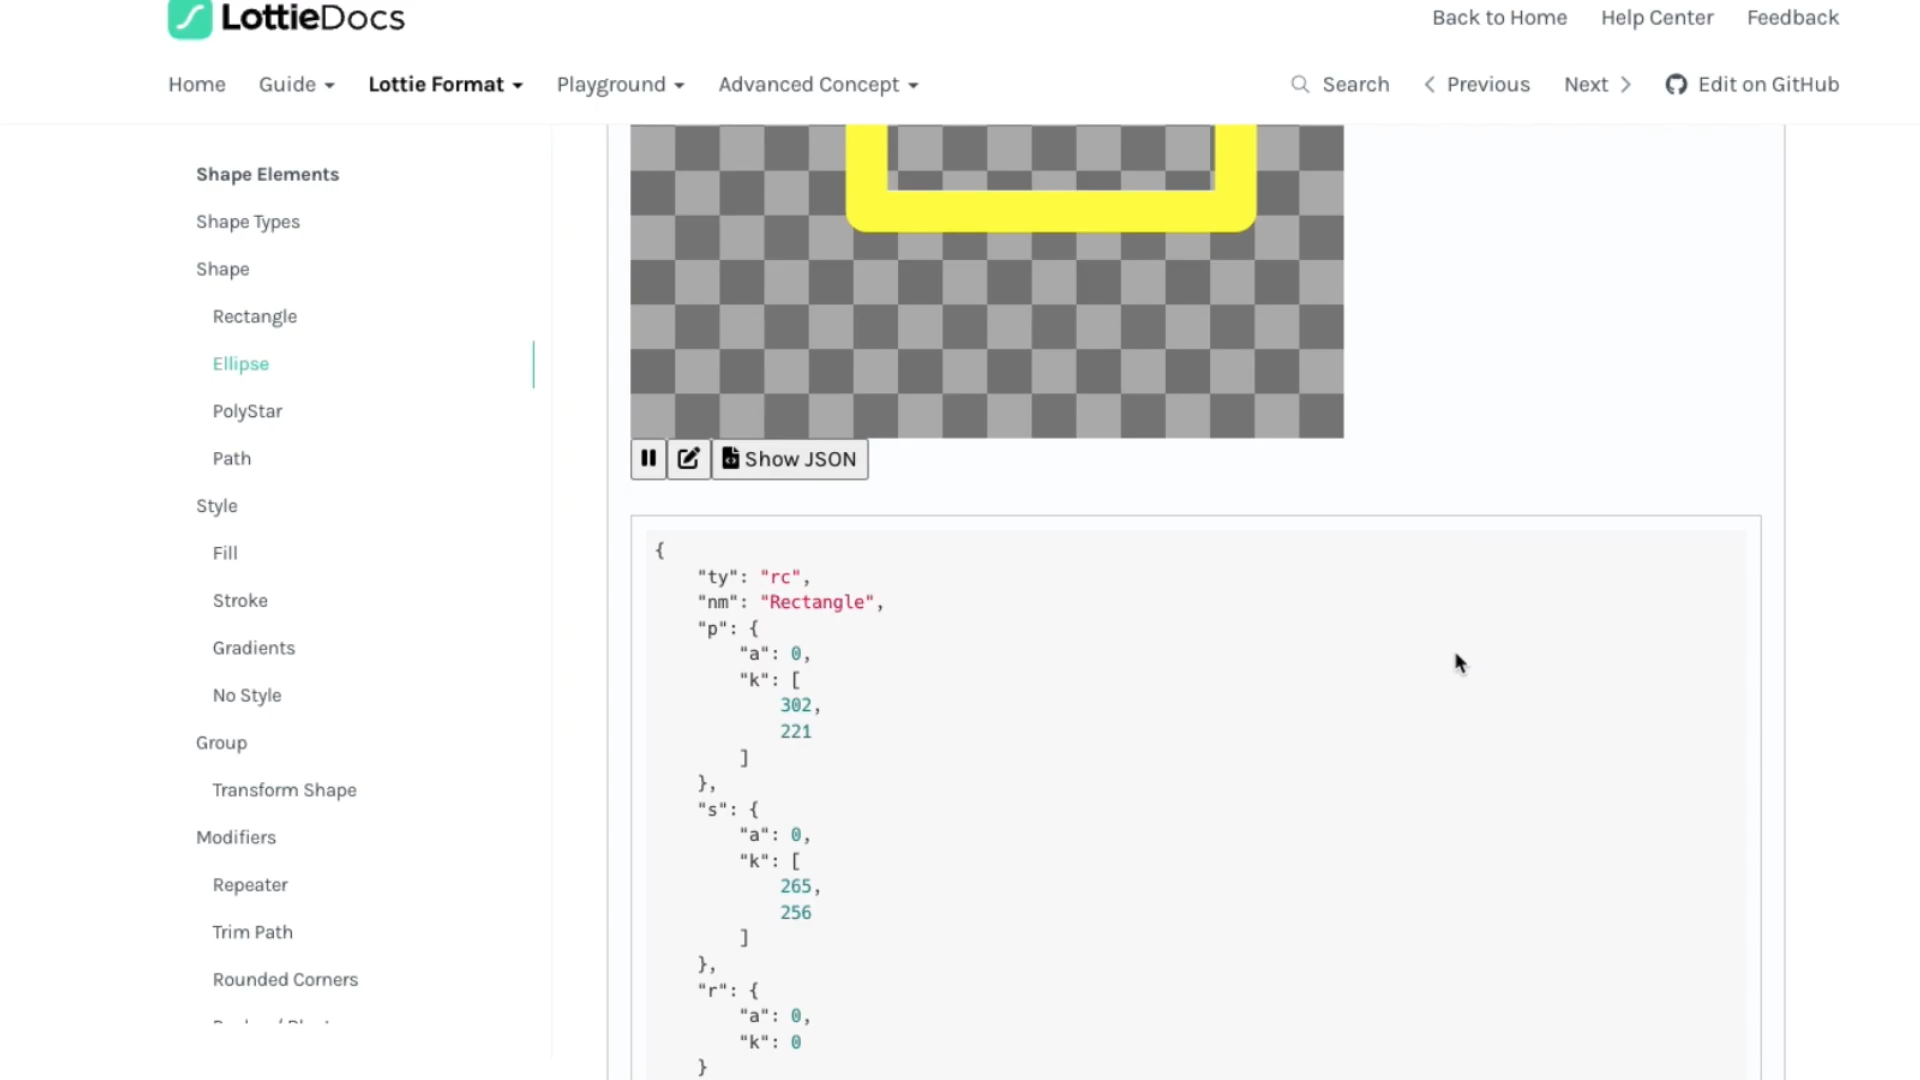 LottieDocs
Back to Home Help Center Feedback
Home Guide Lottie Format Playground Advanced Concept Search Previous Next Edit on GitHub
Shape Elements
Shape Types
Shape
Rectangle
Ellipse
PolyStar
Path
Style
Fill
Stroke
Gradients
No Style
Group
Transform Shape
Modifiers
Repeater
Trim Path
Rounded Corners
Show JSON
{
"ty": "rc",
"nm": "Rectangle",
"p": {
"a": 0,
"k": [
302,
221
]
},
"s": {
"a": 0,
"k": [
265,
256
]
},
"r": {
"a": 0,
"k": 0
}